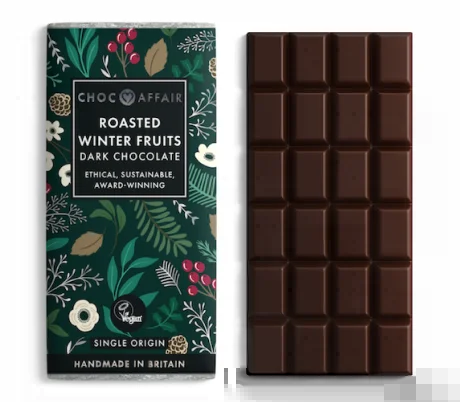 CHOC AFFAIR
ROASTED
WINTER FRUITS
DARK CHOCOLATE
ETHICAL, SUSTAINABLE,
AWARD-WINNING
Vegan
SINGLE ORIGIN
HANDMADE IN BRITAIN